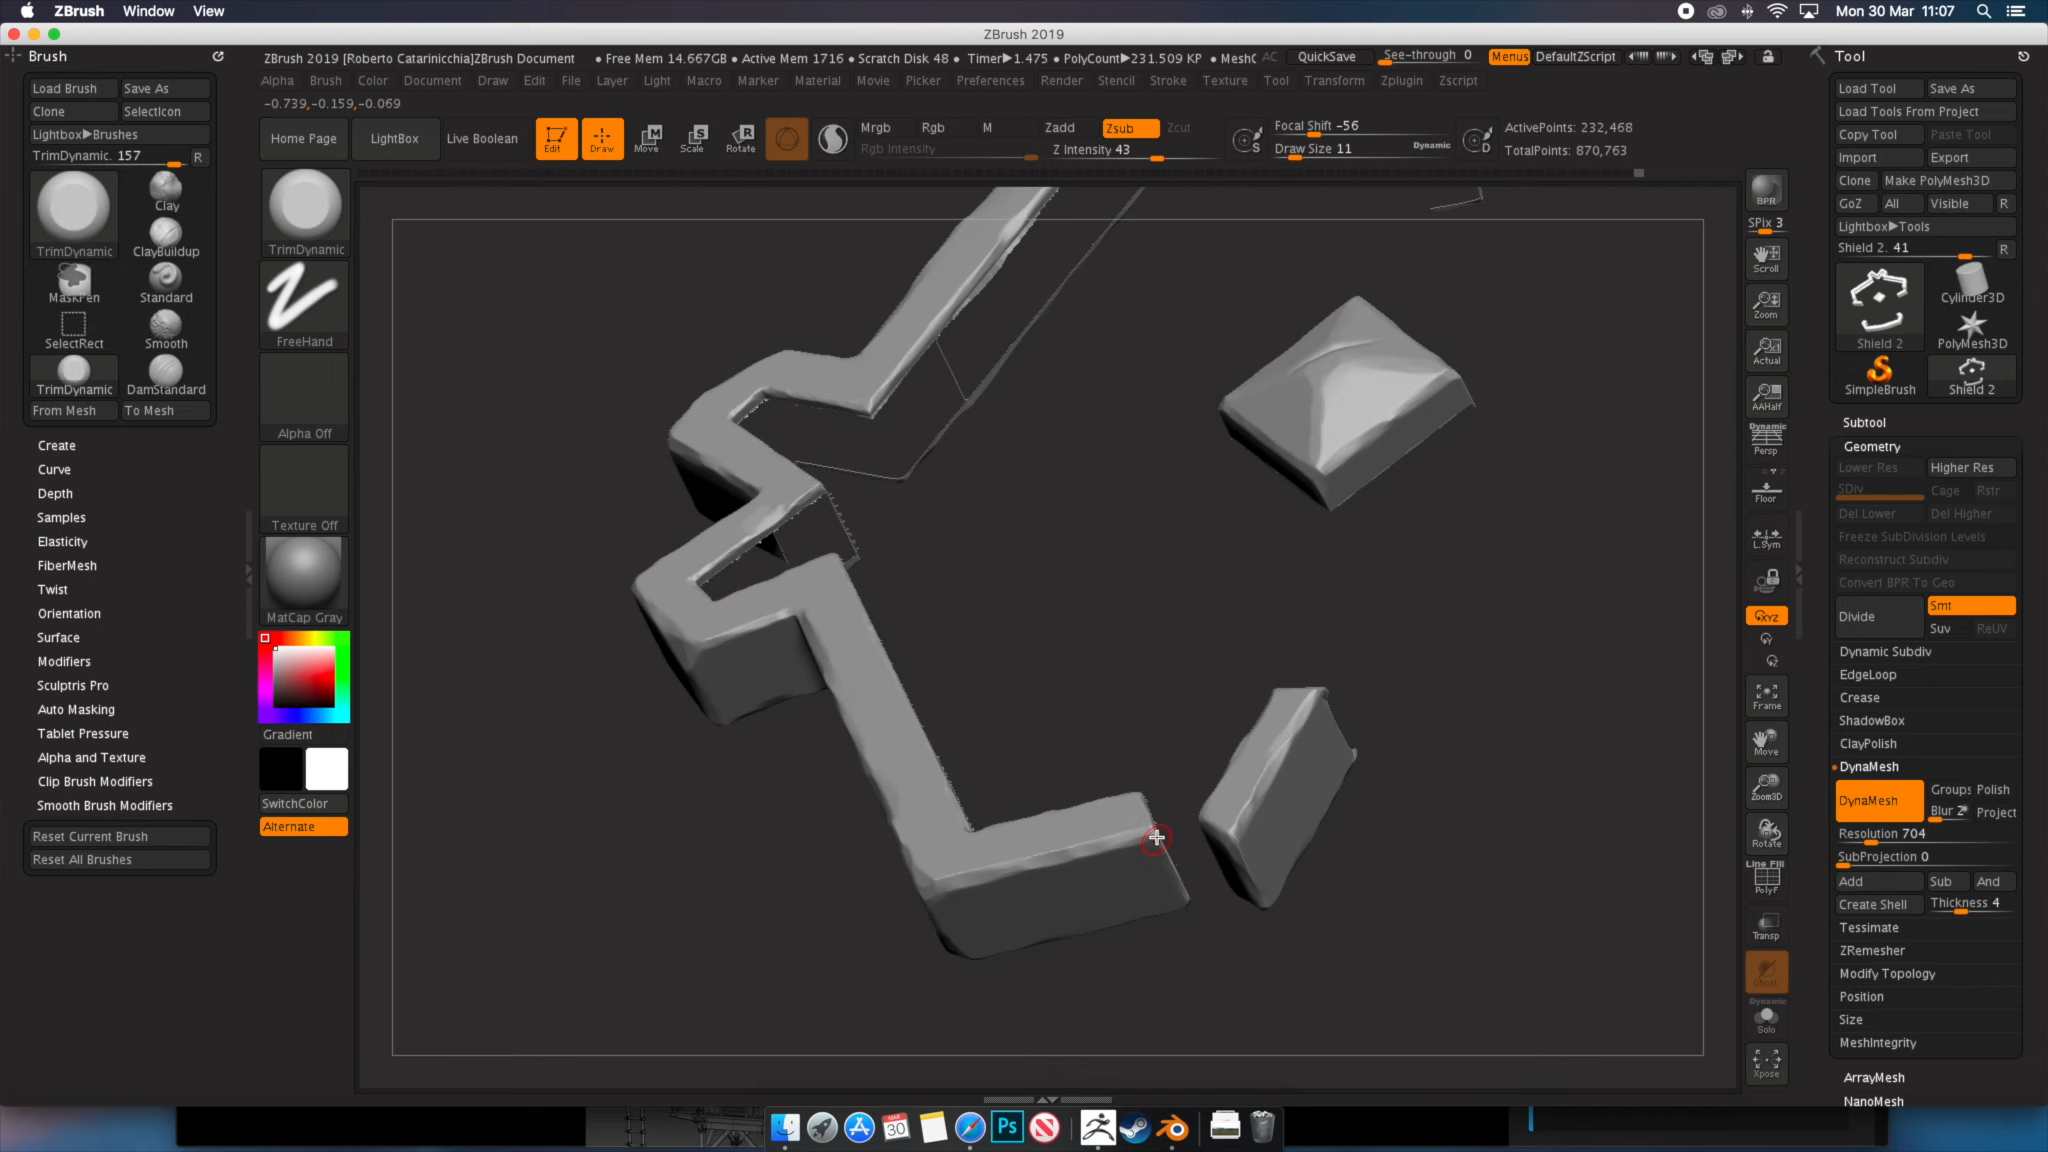 ZBrush Window View
Mon 30 Mar 11:07
ZBrush 2019
Brush
ZBrush 2019 [Roberto Catarinicchia]ZBrush Document • Free Mem 14.667GB • Active Mem 1716 • Scratch Disk 48 • Timer▶1.475 • PolyCount▶231.509 KP • MeshC AC QuickSave See-through 0 Menus DefaultZScript
Tool
Alpha Brush Color Document Draw Edit File Layer Light Macro Marker Material Movie Picker Preferences Render Stencil Stroke Texture Tool Transform Zplugin Zscript
-0.739,-0.159,-0.069
Load Brush Save As
Clone SelectIcon
Lightbox▶Brushes
TrimDynamic. 157 R
Clay
TrimDynamic ClayBuildup
MaskPen Standard
SelectRect Smooth
TrimDynamic DamStandard
From Mesh To Mesh
Create
Curve
Depth
Samples
Elasticity
FiberMesh
Twist
Orientation
Surface
Modifiers
Sculptris Pro
Auto Masking
Tablet Pressure
Alpha and Texture
Clip Brush Modifiers
Smooth Brush Modifiers
Reset Current Brush
Reset All Brushes
Home Page LightBox Live Boolean Edit Draw Move Scale Rotate
Mrgb Rgb M Zadd Zsub Zcut
Rgb Intensity Z Intensity 43
Focal Shift -56
Draw Size 11 Dynamic
ActivePoints: 232,468
TotalPoints: 870,763
TrimDynamic
FreeHand
Alpha Off
Texture Off
MatCap Gray
Gradient
SwitchColor
Alternate
BPR
SPix 3
Scroll
Zoom
Actual
AAHalf
Dynamic
Persp
Floor
L.Sym
XYZ
Y
Z
Frame
Move
Zoom3D
Rotate
Line Fill
PolyF
Transp
Ghost
Dynamic
Solo
Xpose
Load Tool Save As
Load Tools From Project
Copy Tool Paste Tool
Import Export
Clone Make PolyMesh3D
GoZ All Visible R
Lightbox▶Tools
Shield 2. 41 R
Cylinder3D
Shield 2 PolyMesh3D
SimpleBrush Shield 2
Subtool
Geometry
Lower Res Higher Res
SDiv Cage Rstr
Del Lower Del Higher
Freeze SubDivision Levels
Reconstruct Subdiv
Convert BPR To Geo
Divide Smt
Suv ReUV
Dynamic Subdiv
EdgeLoop
Crease
ShadowBox
ClayPolish
DynaMesh
DynaMesh Groups Polish
Blur 2 Project
Resolution 704
SubProjection 0
Add Sub And
Create Shell Thickness 4
Tessimate
ZRemesher
Modify Topology
Position
Size
MeshIntegrity
ArrayMesh
NanoMesh
MAR
30
Ps